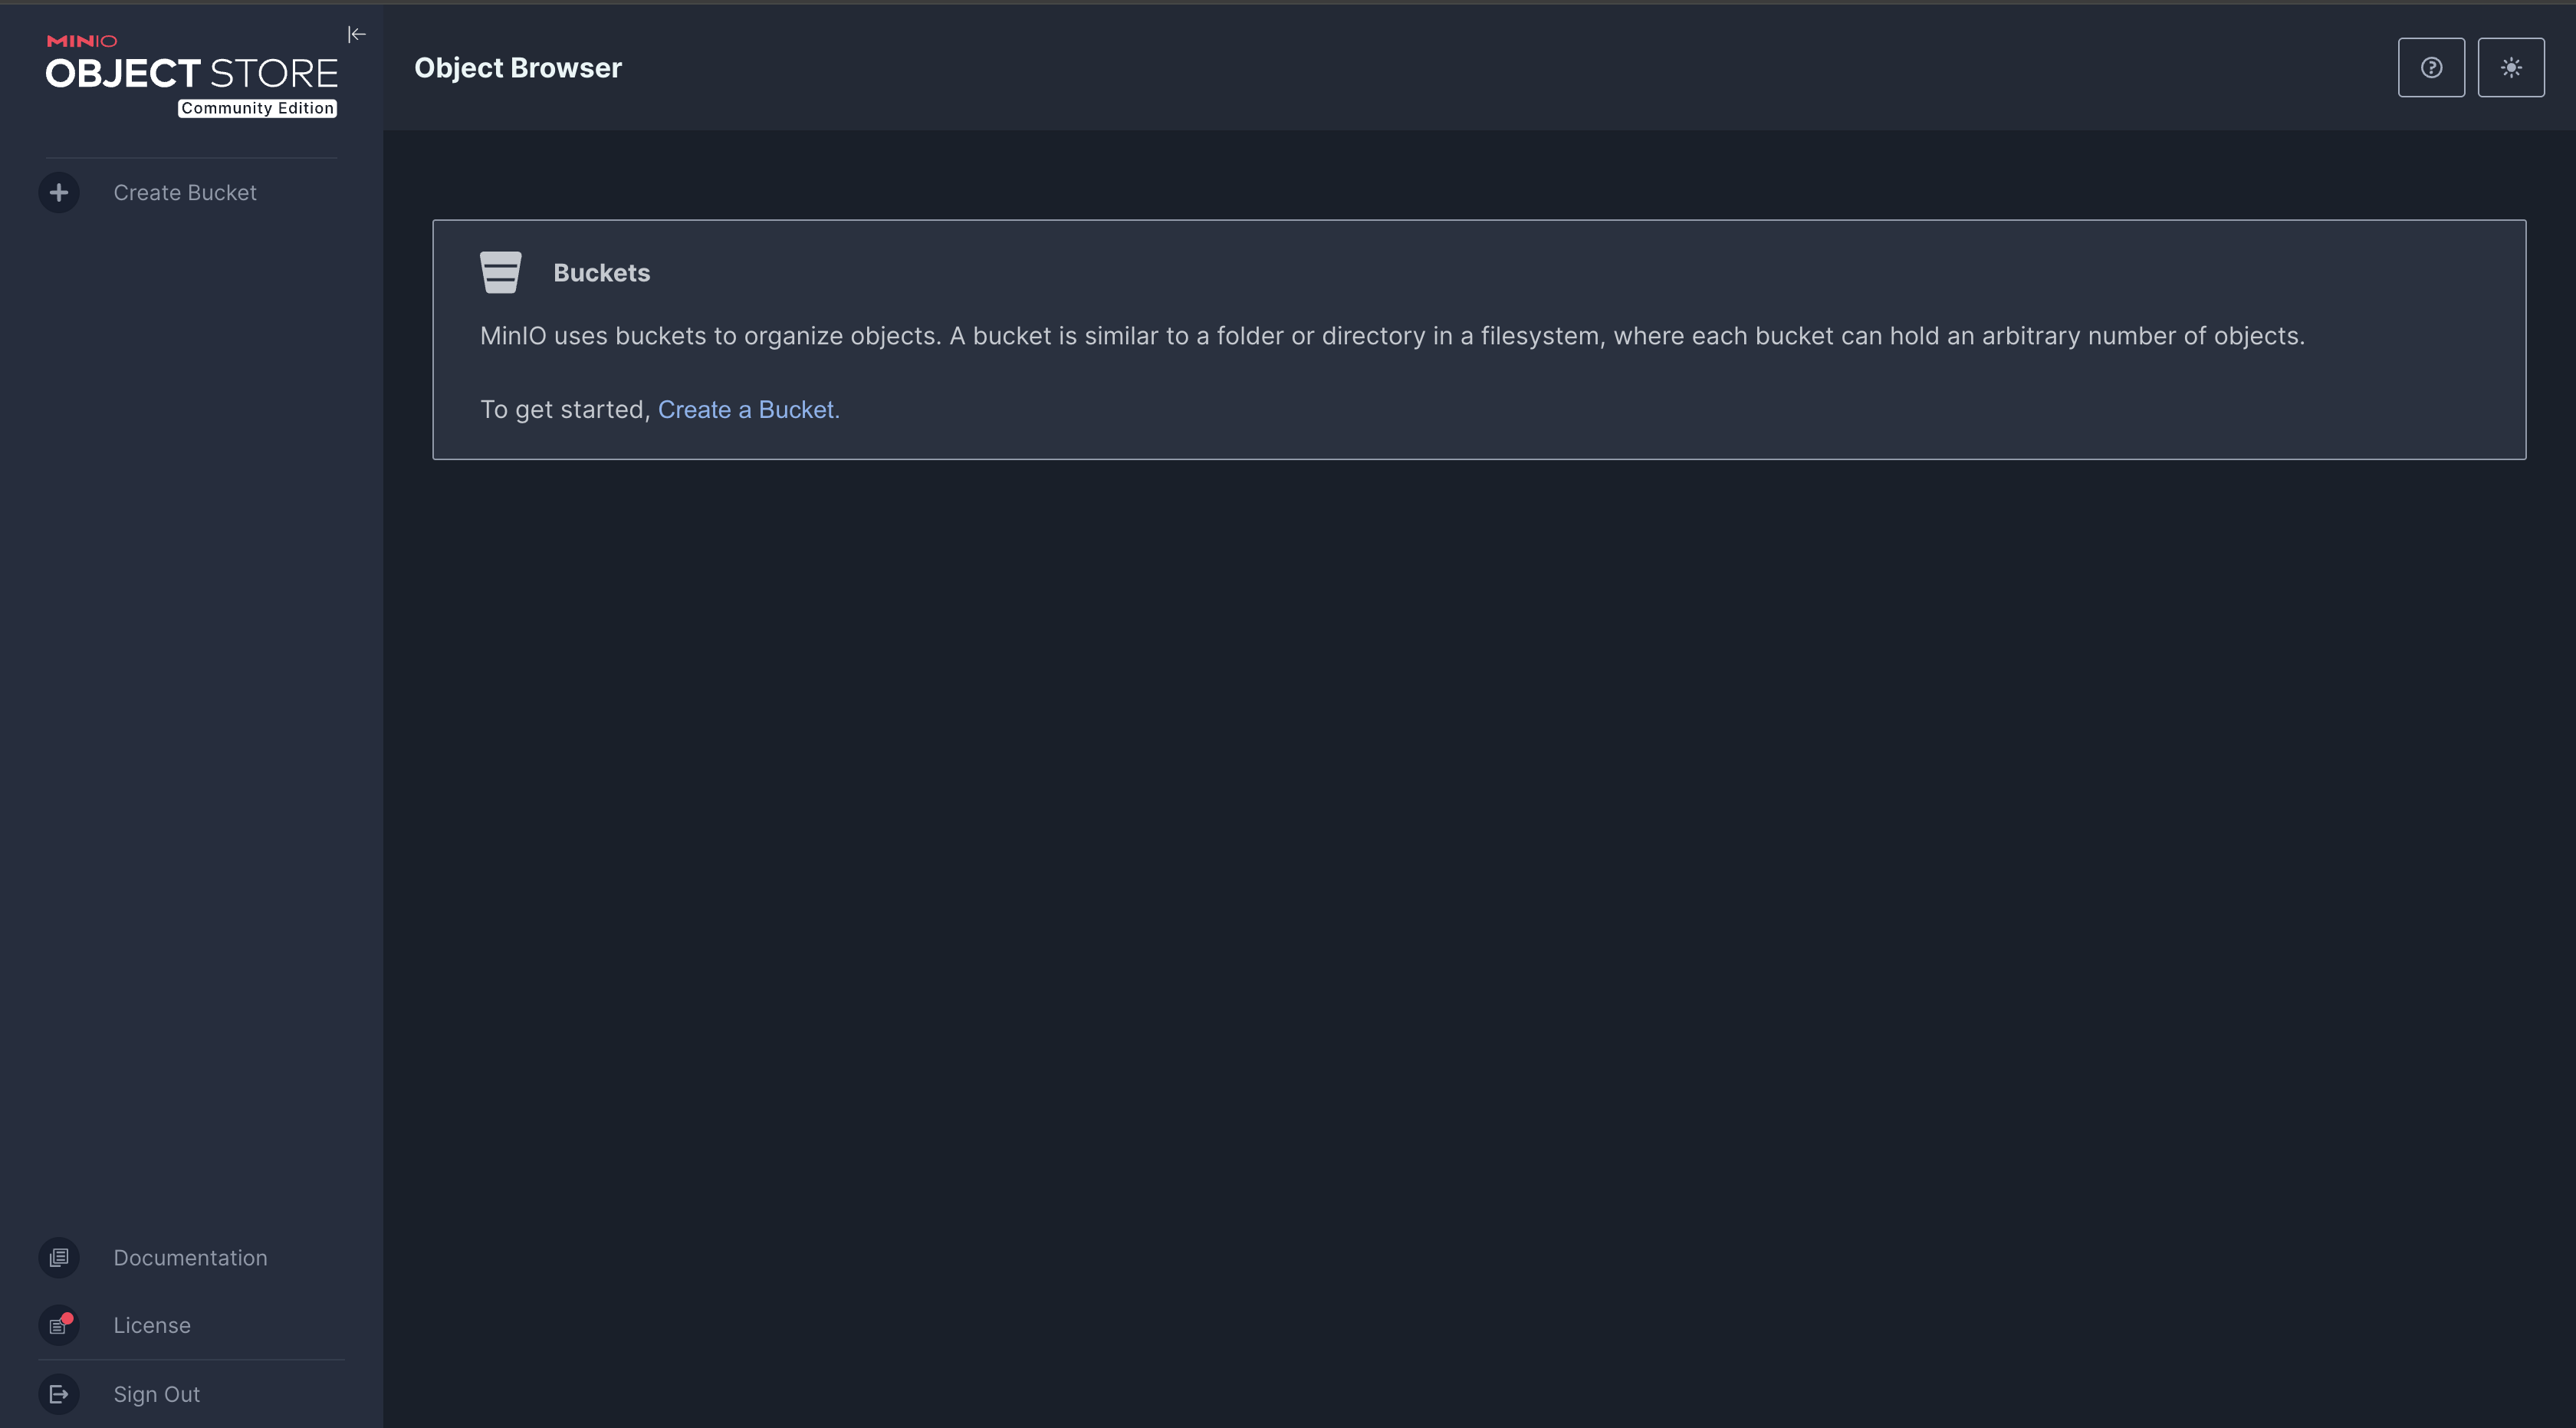 MINIO
OBJECT STORE
Community Edition
Create Bucket
Object Browser
Buckets
MinIO uses buckets to organize objects. A bucket is similar to a folder or directory in a filesystem, where each bucket can hold an arbitrary number of objects.
To get started, Create a Bucket.
Documentation
License
Sign Out